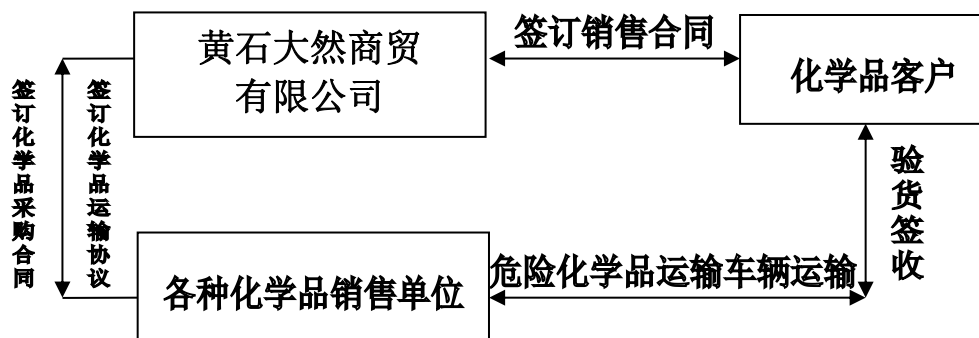 黄石大然商贸
有限公司
签订销售合同
化学品客户
签订化学品采购合同
签订化学品运输协议
验货签收
各种化学品销售单位
危险化学品运输车辆运输